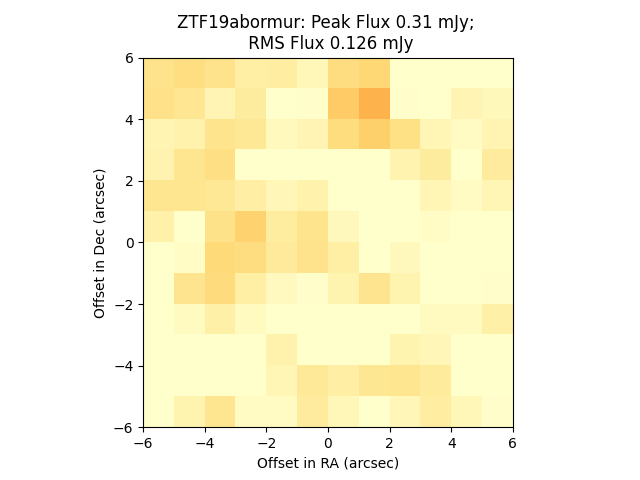 ZTF19abormur: Peak Flux 0.31 mJy;
RMS Flux 0.126 mJy
6
4
2
0
−2
−4
−6
Offset in Dec (arcsec)
−6 −4 −2 0 2 4 6
Offset in RA (arcsec)